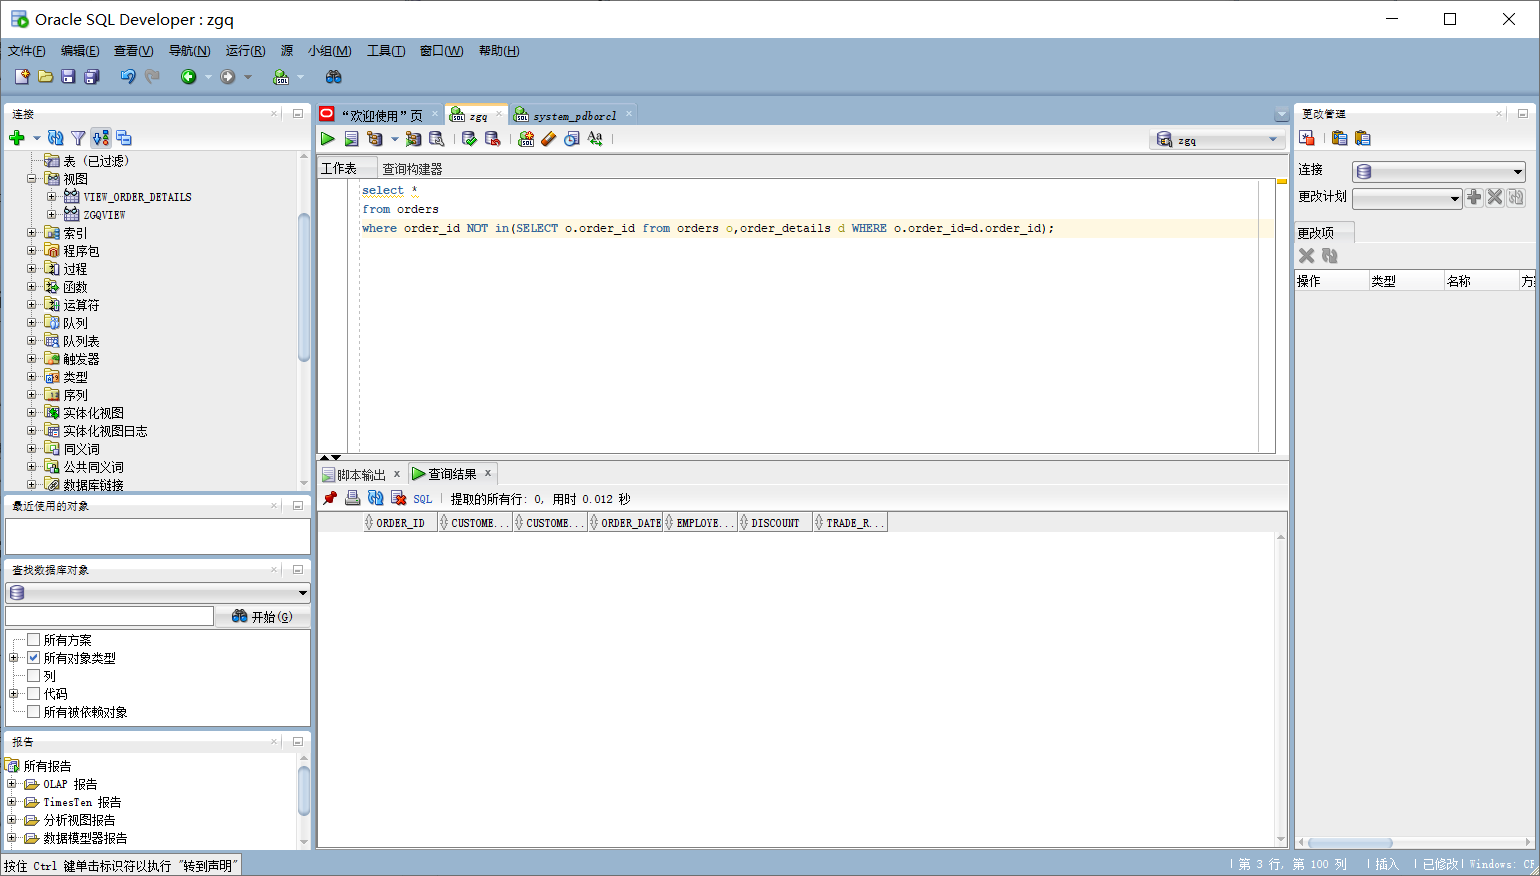 Oracle SQL Developer : zgq
文件(F) 编辑(E) 查看(V) 导航(N) 运行(R) 源 小组(M) 工具(T) 窗口(W) 帮助(H)
连接
表 (已过滤)
视图
VIEW_ORDER_DETAILS
ZGQVIEW
索引
程序包
过程
函数
运算符
队列
队列表
触发器
类型
序列
实体化视图
实体化视图日志
同义词
公共同义词
数据库链接
最近使用的对象
查找数据库对象
开始(G)
所有方案
所有对象类型
列
代码
所有被依赖对象
报告
所有报告
OLAP 报告
TimesTen 报告
分析视图报告
数据模型器报告
“欢迎使用”页 zgq system_pdborcl
zgq
工作表 查询构建器
select *
from orders
where order_id NOT in(SELECT o.order_id from orders o,order_details d WHERE o.order_id=d.order_id);
脚本输出 查询结果
SQL 提取的所有行: 0, 用时 0.012 秒
ORDER_ID CUSTOME... CUSTOME... ORDER_DATE EMPLOYE... DISCOUNT TRADE_R...
更改管理
连接
更改计划
更改项
操作 类型 名称
按住 Ctrl 键单击标识符以执行 "转到声明"
第 3 行, 第 100 列 插入 已修改 Windows: CR